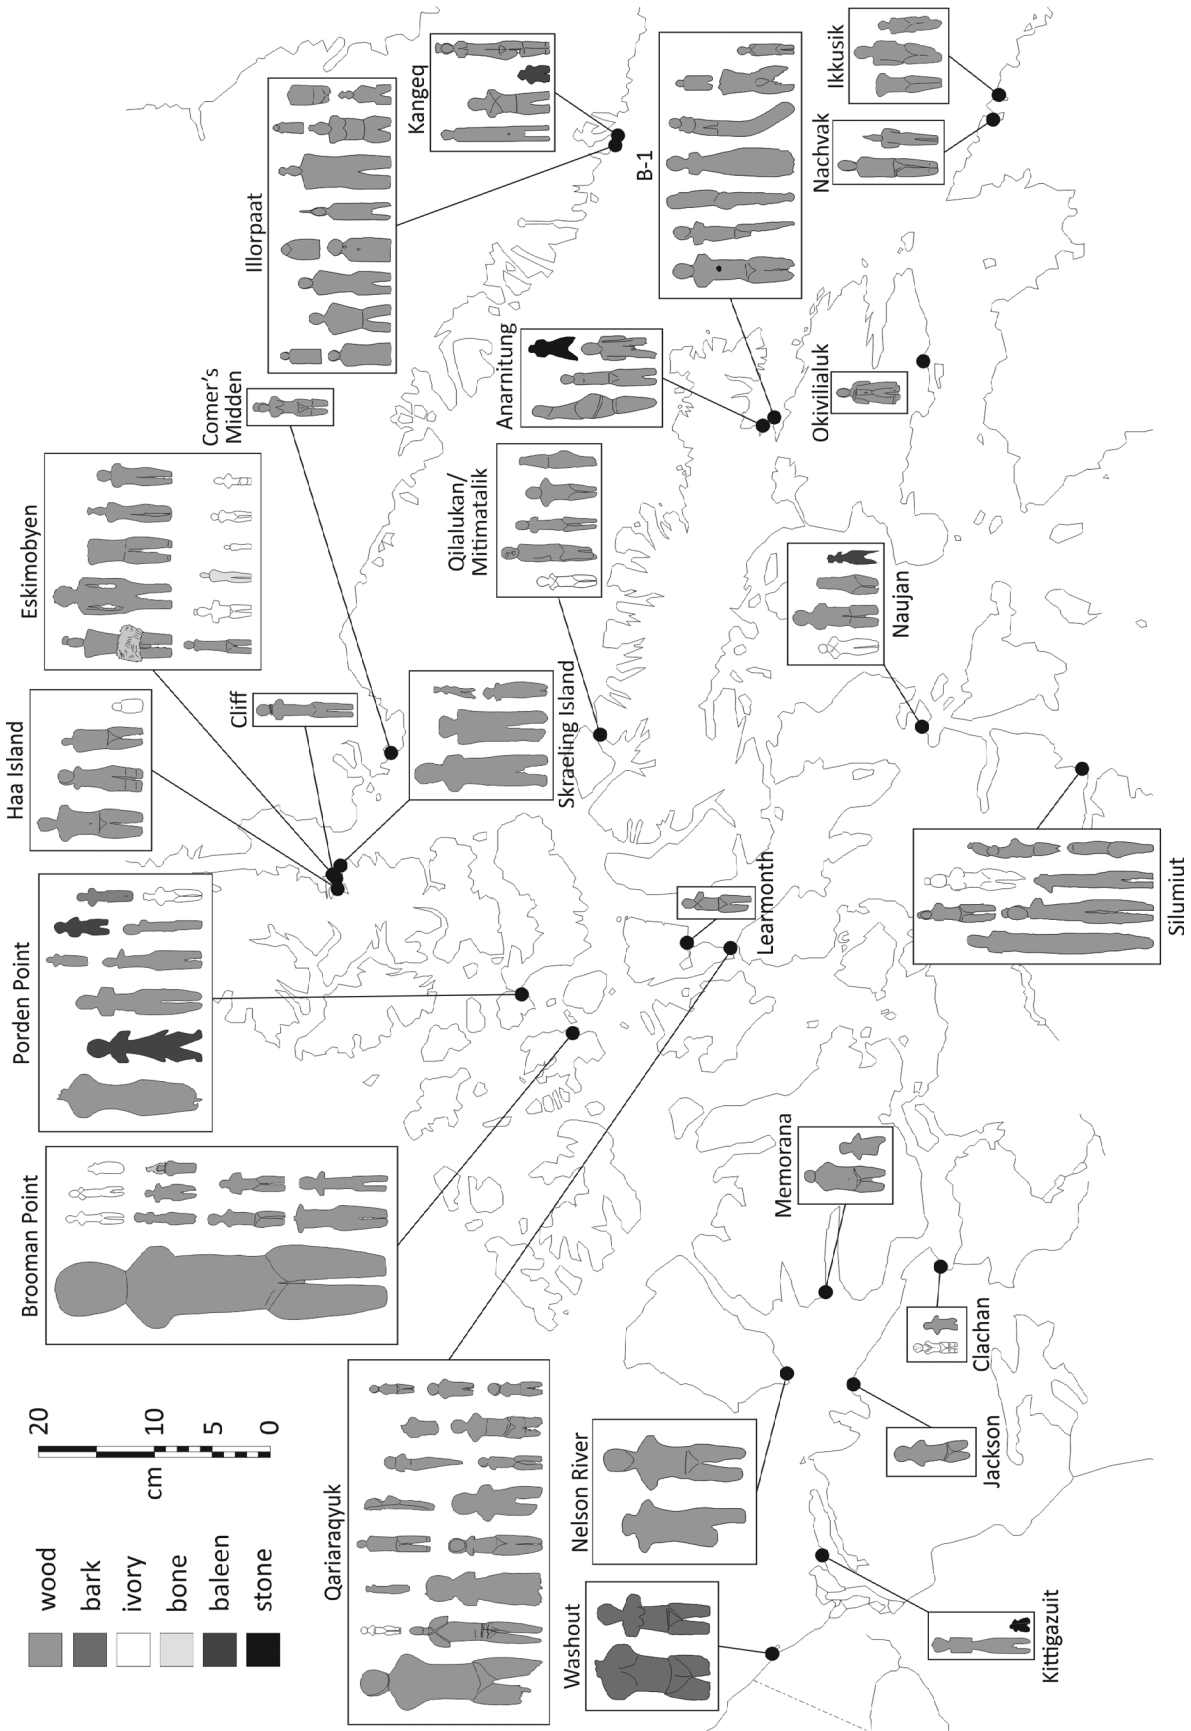 wood
bark
ivory
bone
baleen
stone
20
10
5
0
cm
Qariaraqyuk
Brooman Point
Porden Point
Haa Island
Eskimobyen
Cliff
Comer's
Midden
Illorpaat
Kangeq
Skraeling Island
Qilalukan/
Mitimatalik
Anarnitung
B-1
Ikkusik
Nachvak
Okivilialuk
Naujan
Silumiut
Learmonth
Memorana
Clachan
Jackson
Nelson River
Washout
Kittigazuit